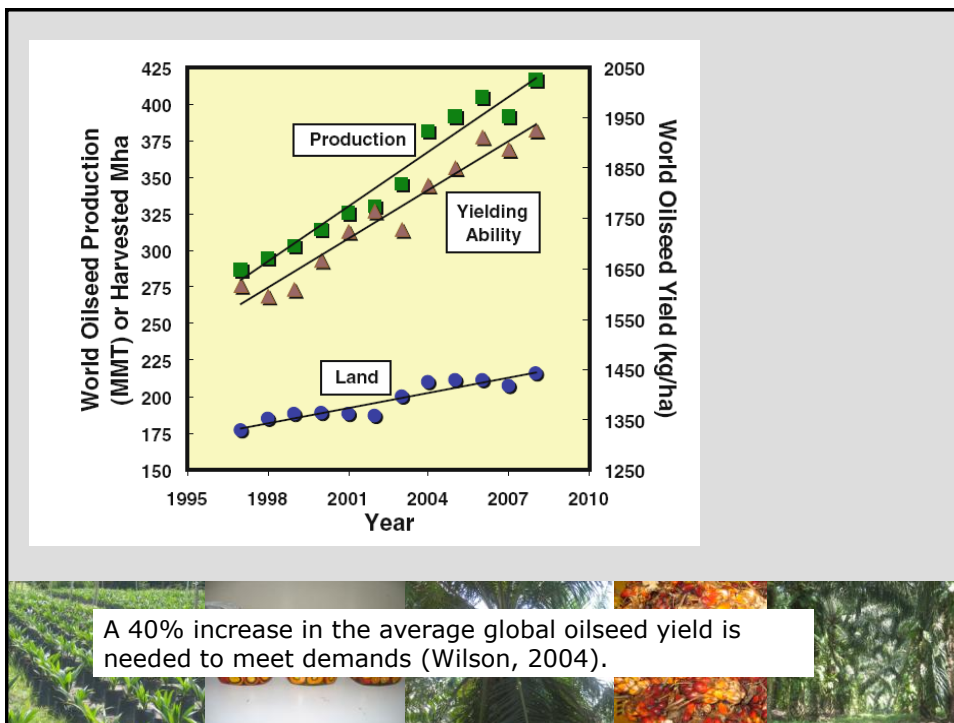 425
400
375
350
325
300
275
250
225
200
175
150
World Oilseed Production
(MMT) or Harvested Mha
Production
Yielding
Ability
Land
2050
1950
1850
1750
1650
1550
1450
1350
1250
World Oilseed Yield (kg/ha)
1995 1998 2001 2004 2007 2010
Year
A 40% increase in the average global oilseed yield is
needed to meet demands (Wilson, 2004).